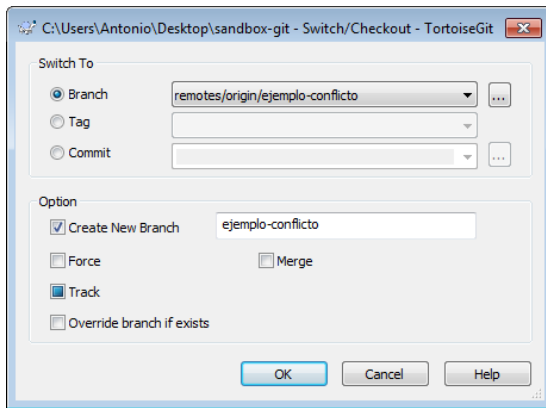 C:\Users\Antonio\Desktop\sandbox-git - Switch/Checkout - TortoiseGit
Switch To
Branch
remotes/origin/ejemplo-conflicto
...
Tag
Commit
...
Option
Create New Branch
ejemplo-conflicto
Force
Merge
Track
Override branch if exists
OK
Cancel
Help